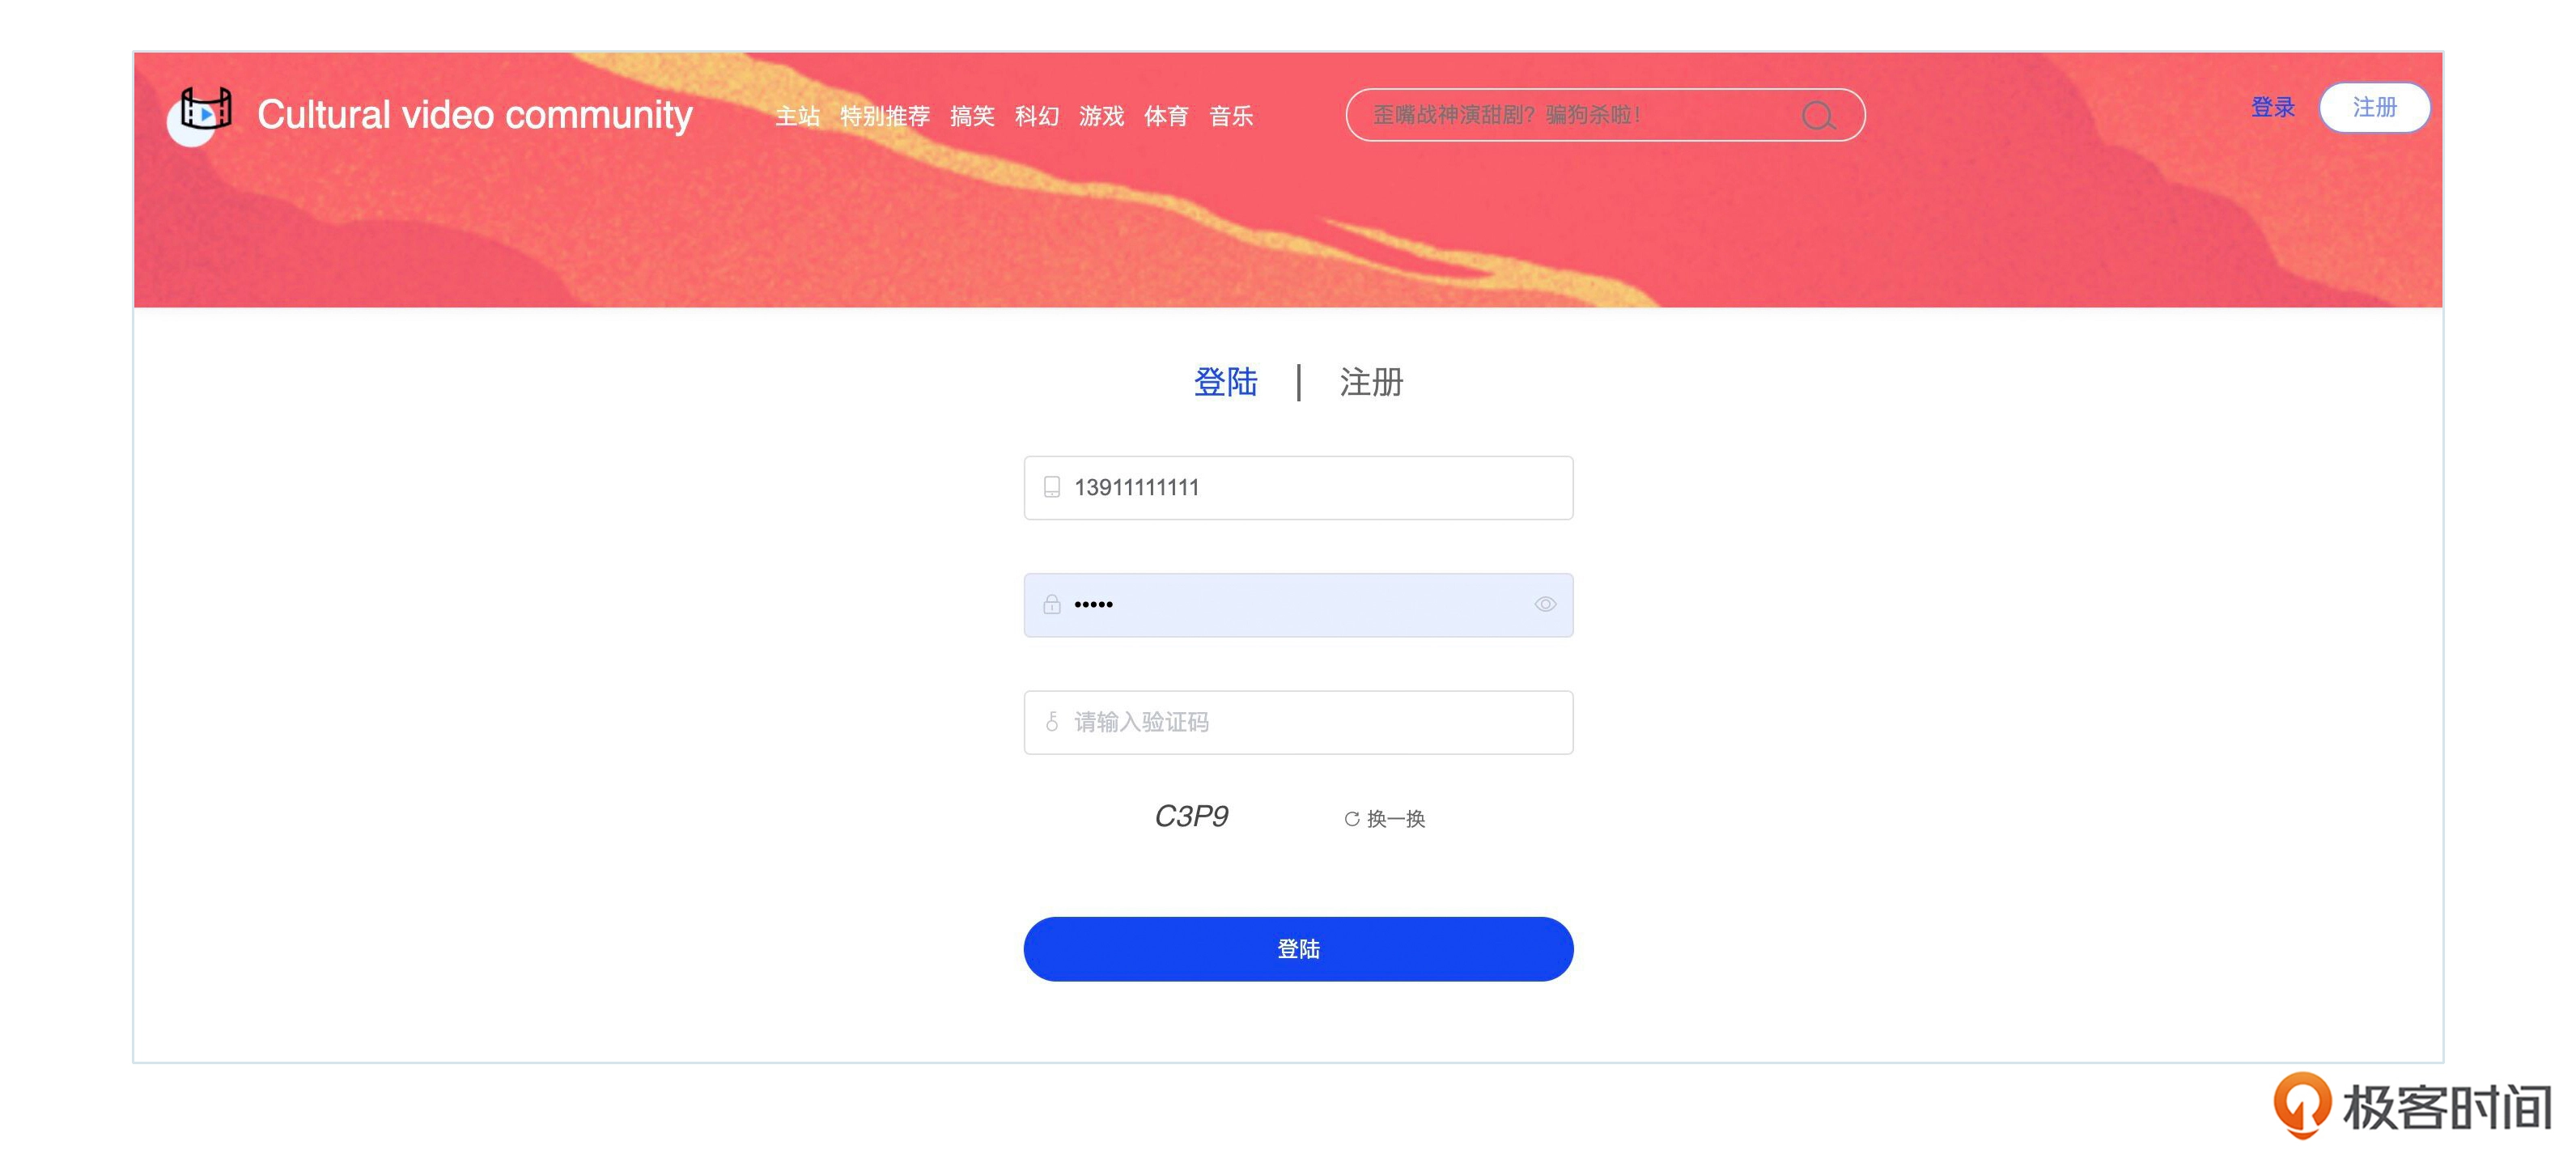 Cultural video community 主站 特别推荐 搞笑 科幻 游戏 体育 音乐 歪嘴战神演甜剧？骗狗杀啦！ 登录 注册
登陆 | 注册
13911111111
•••••
请输入验证码
C3P9 换一换
登陆
极客时间